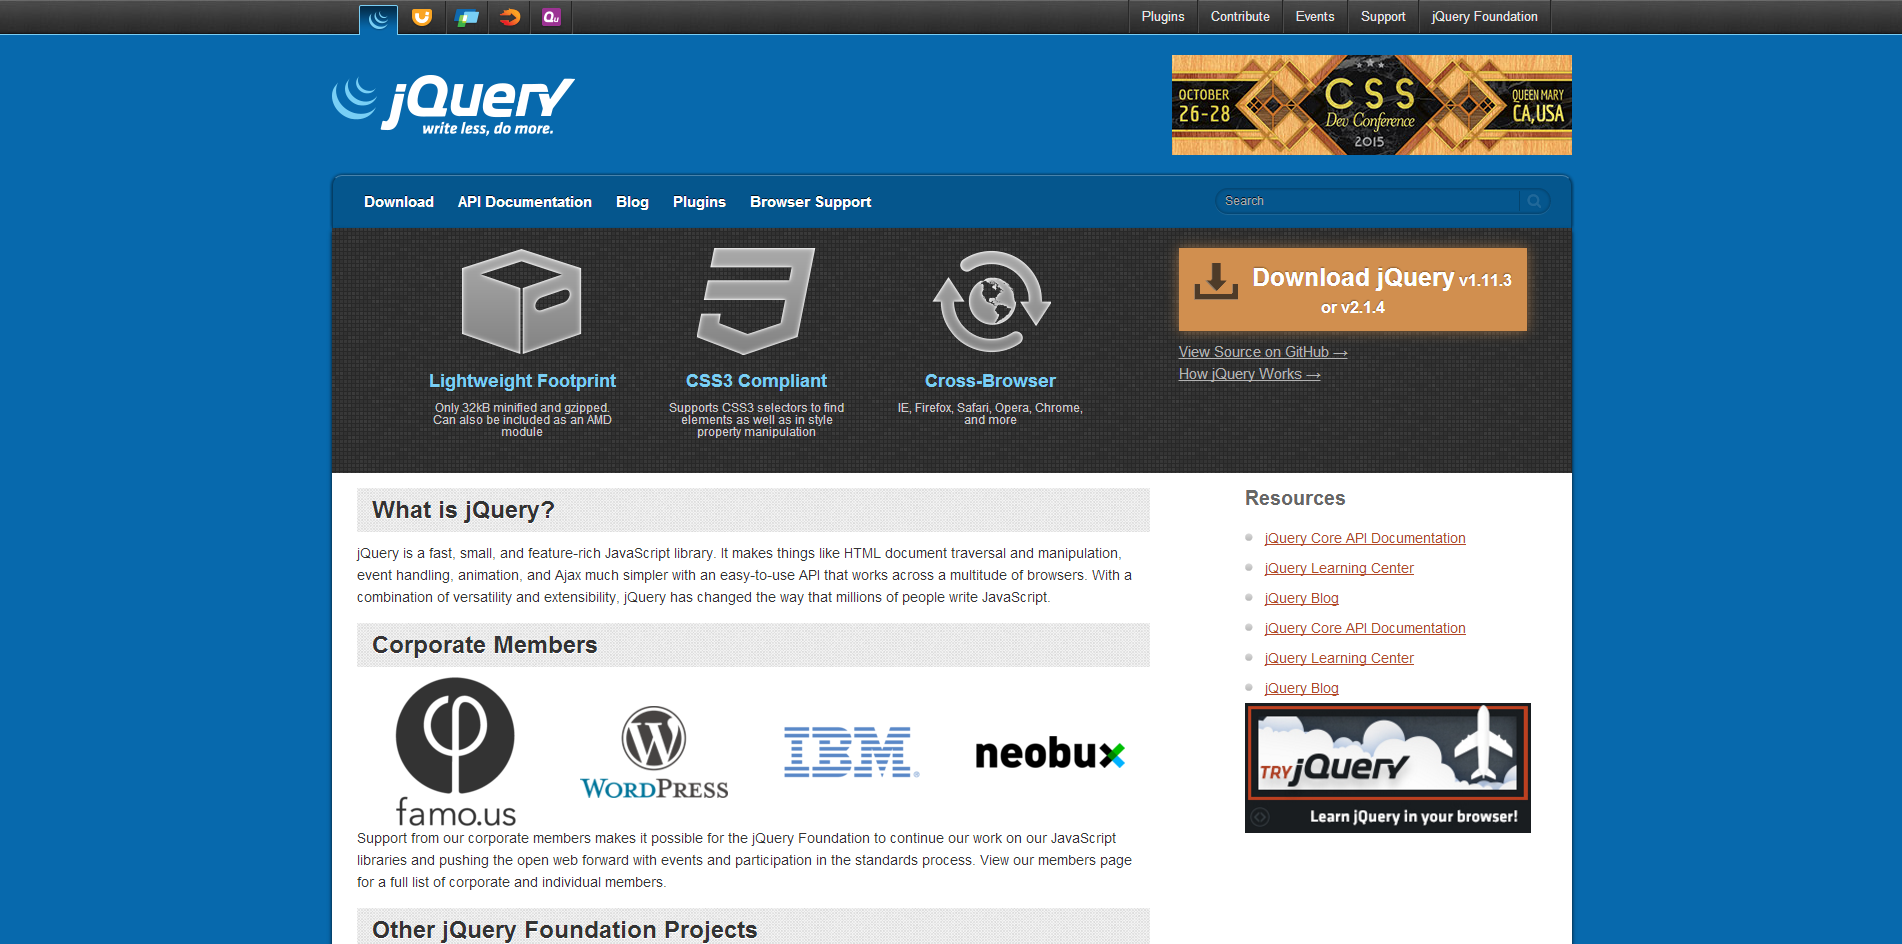 Qu
Plugins
Contribute
Events
Support
jQuery Foundation
jQuery
write less, do more.
OCTOBER
26-28
CSS
Dev Conference
2015
QUEEN MARY
CA, USA
Download
API Documentation
Blog
Plugins
Browser Support
Search
Lightweight Footprint
Only 32kB minified and gzipped.
Can also be included as an AMD
module
CSS3 Compliant
Supports CSS3 selectors to find
elements as well as in style
property manipulation
Cross-Browser
IE, Firefox, Safari, Opera, Chrome,
and more
Download jQuery v1.11.3
or v2.1.4
View Source on GitHub →
How jQuery Works →
What is jQuery?
jQuery is a fast, small, and feature-rich JavaScript library. It makes things like HTML document traversal and manipulation,
event handling, animation, and Ajax much simpler with an easy-to-use API that works across a multitude of browsers. With a
combination of versatility and extensibility, jQuery has changed the way that millions of people write JavaScript.
Corporate Members
famo.us
W
WORDPRESS
IBM®
neobux
Support from our corporate members makes it possible for the jQuery Foundation to continue our work on our JavaScript
libraries and pushing the open web forward with events and participation in the standards process. View our members page
for a full list of corporate and individual members.
Other jQuery Foundation Projects
Resources
jQuery Core API Documentation
jQuery Learning Center
jQuery Blog
jQuery Core API Documentation
jQuery Learning Center
jQuery Blog
TRY jQuery
Learn jQuery in your browser!